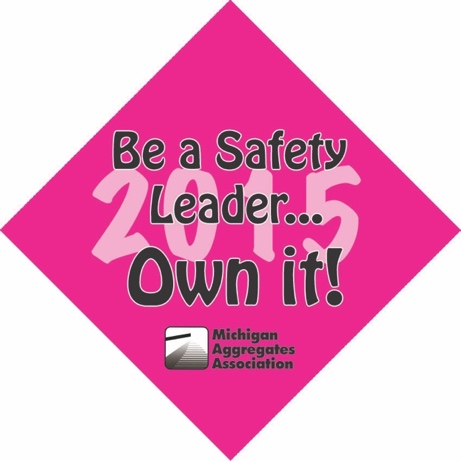 Be a Safety
2015
Leader...
Own it!
Michigan
Aggregates
Association